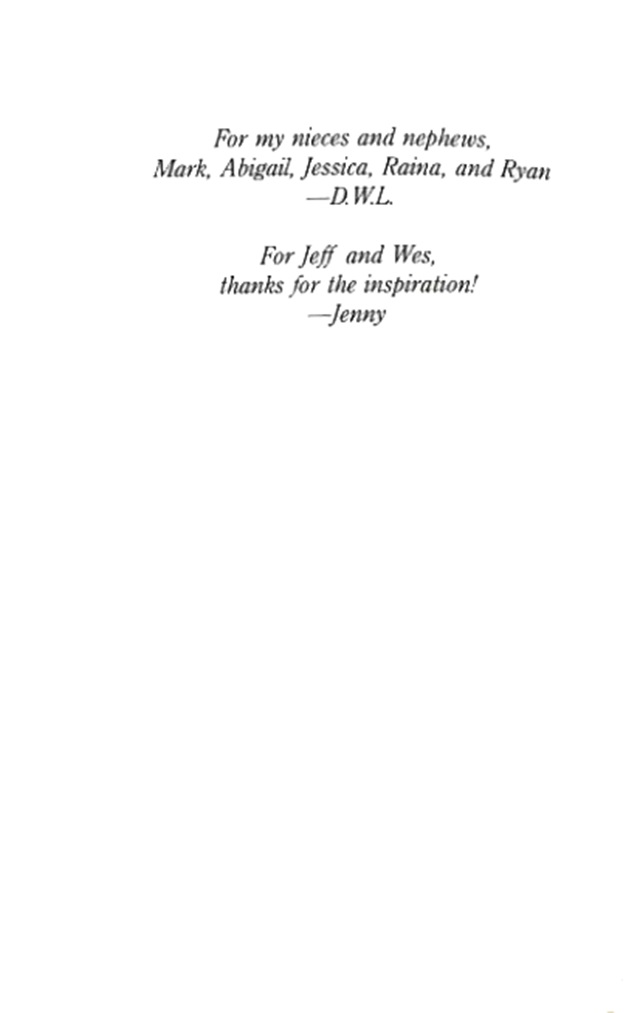 For my nieces and nephews,
Mark, Abigail, Jessica, Raina, and Ryan
—D.W.L.
For Jeff and Wes,
thanks for the inspiration!
—Jenny